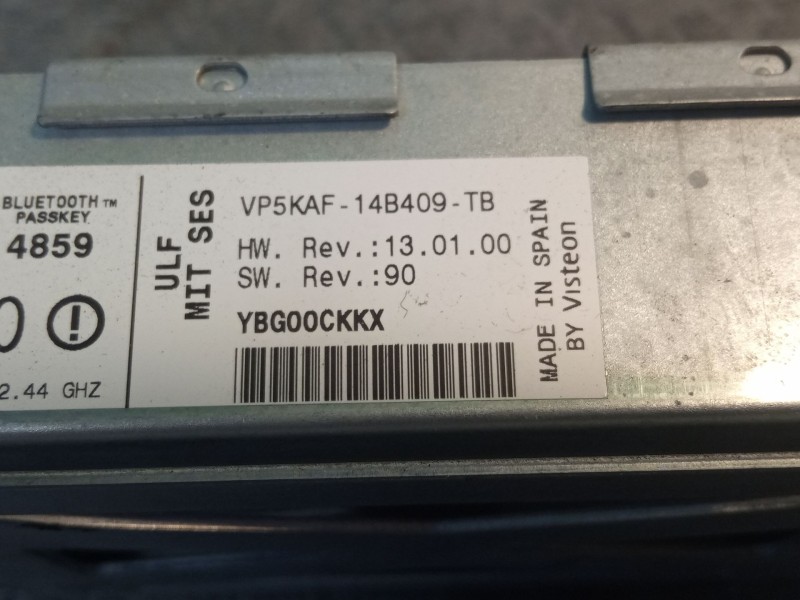 BLUETOOTH™
PASSKEY
4859
2.44 GHZ
ULF
MIT SES
VP5KAF-14B409-TB
HW. Rev.:13.01.00
SW. Rev.:90
YBG00CKKX
MADE IN SPAIN
BY Visteon